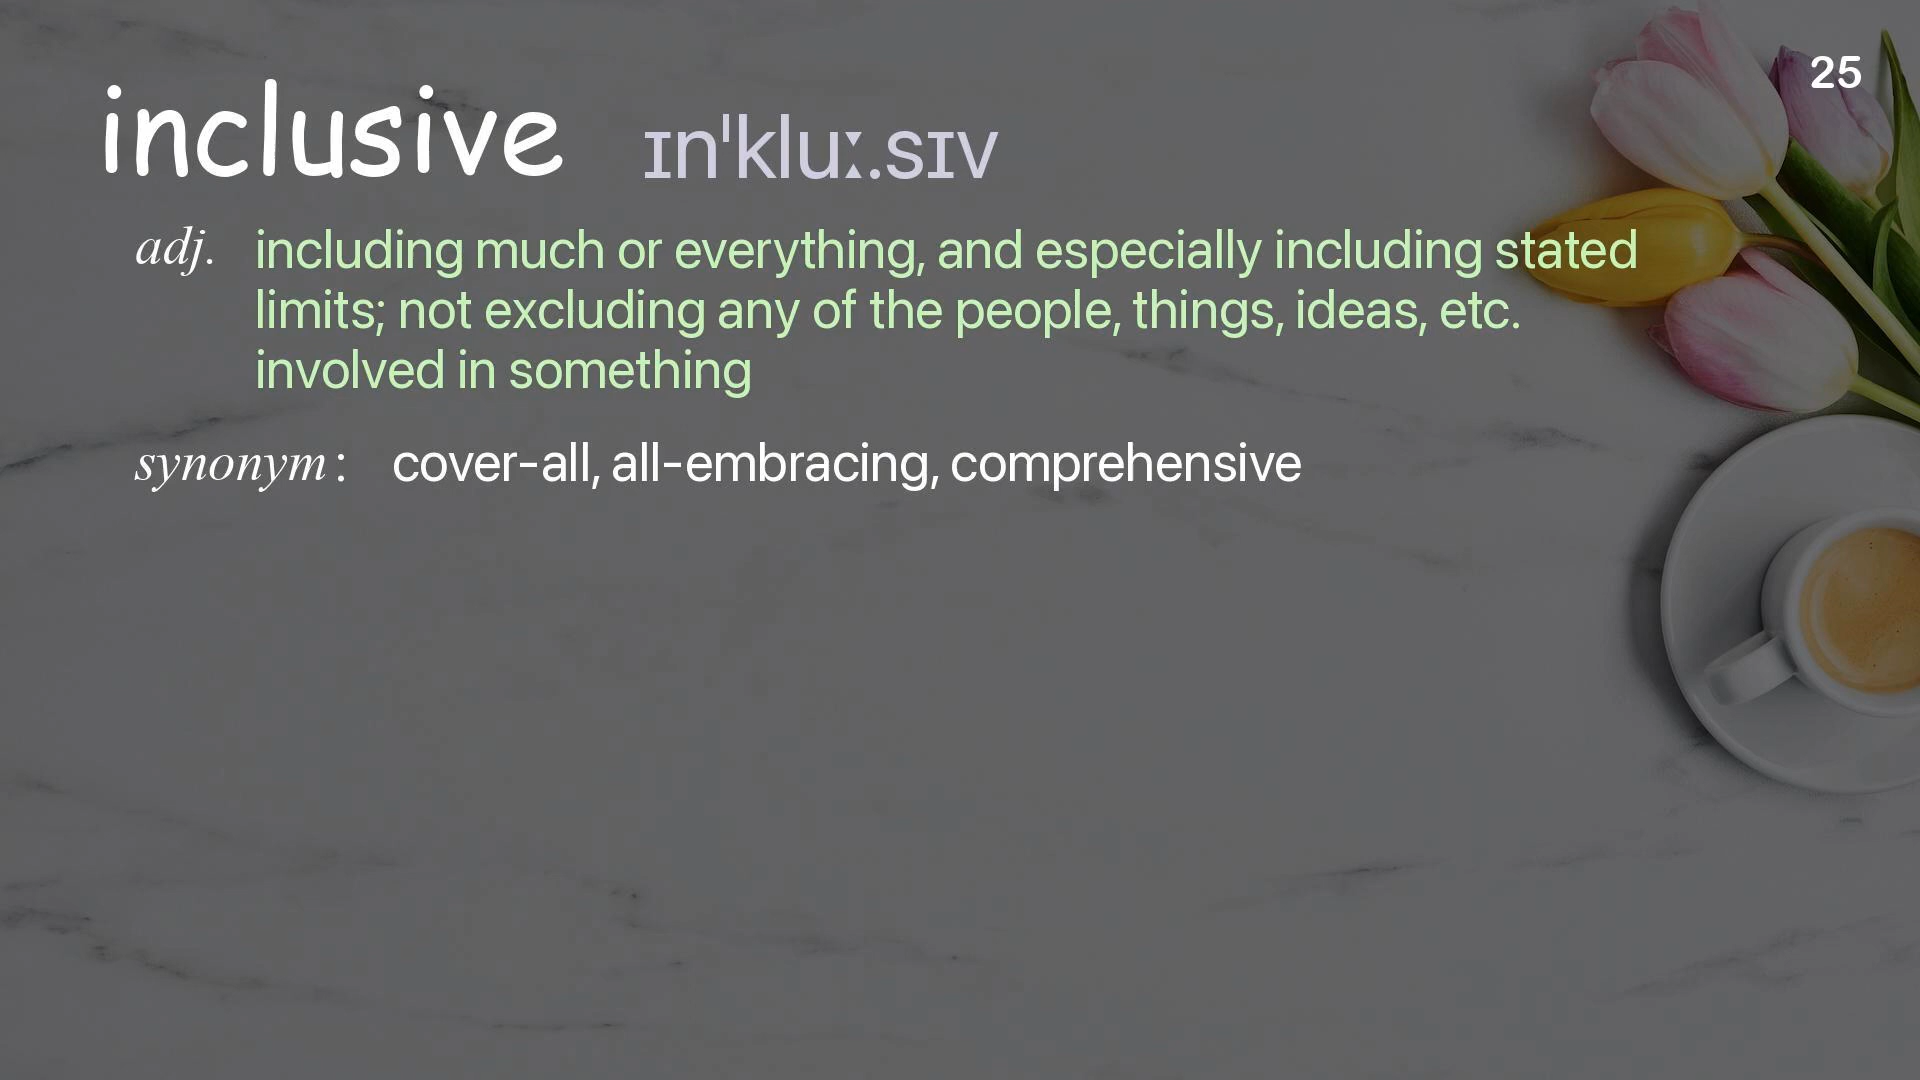 25
inclusive ɪnˈkluː.sɪv
adj. including much or everything, and especially including stated
limits; not excluding any of the people, things, ideas, etc.
involved in something
synonym : cover-all, all-embracing, comprehensive